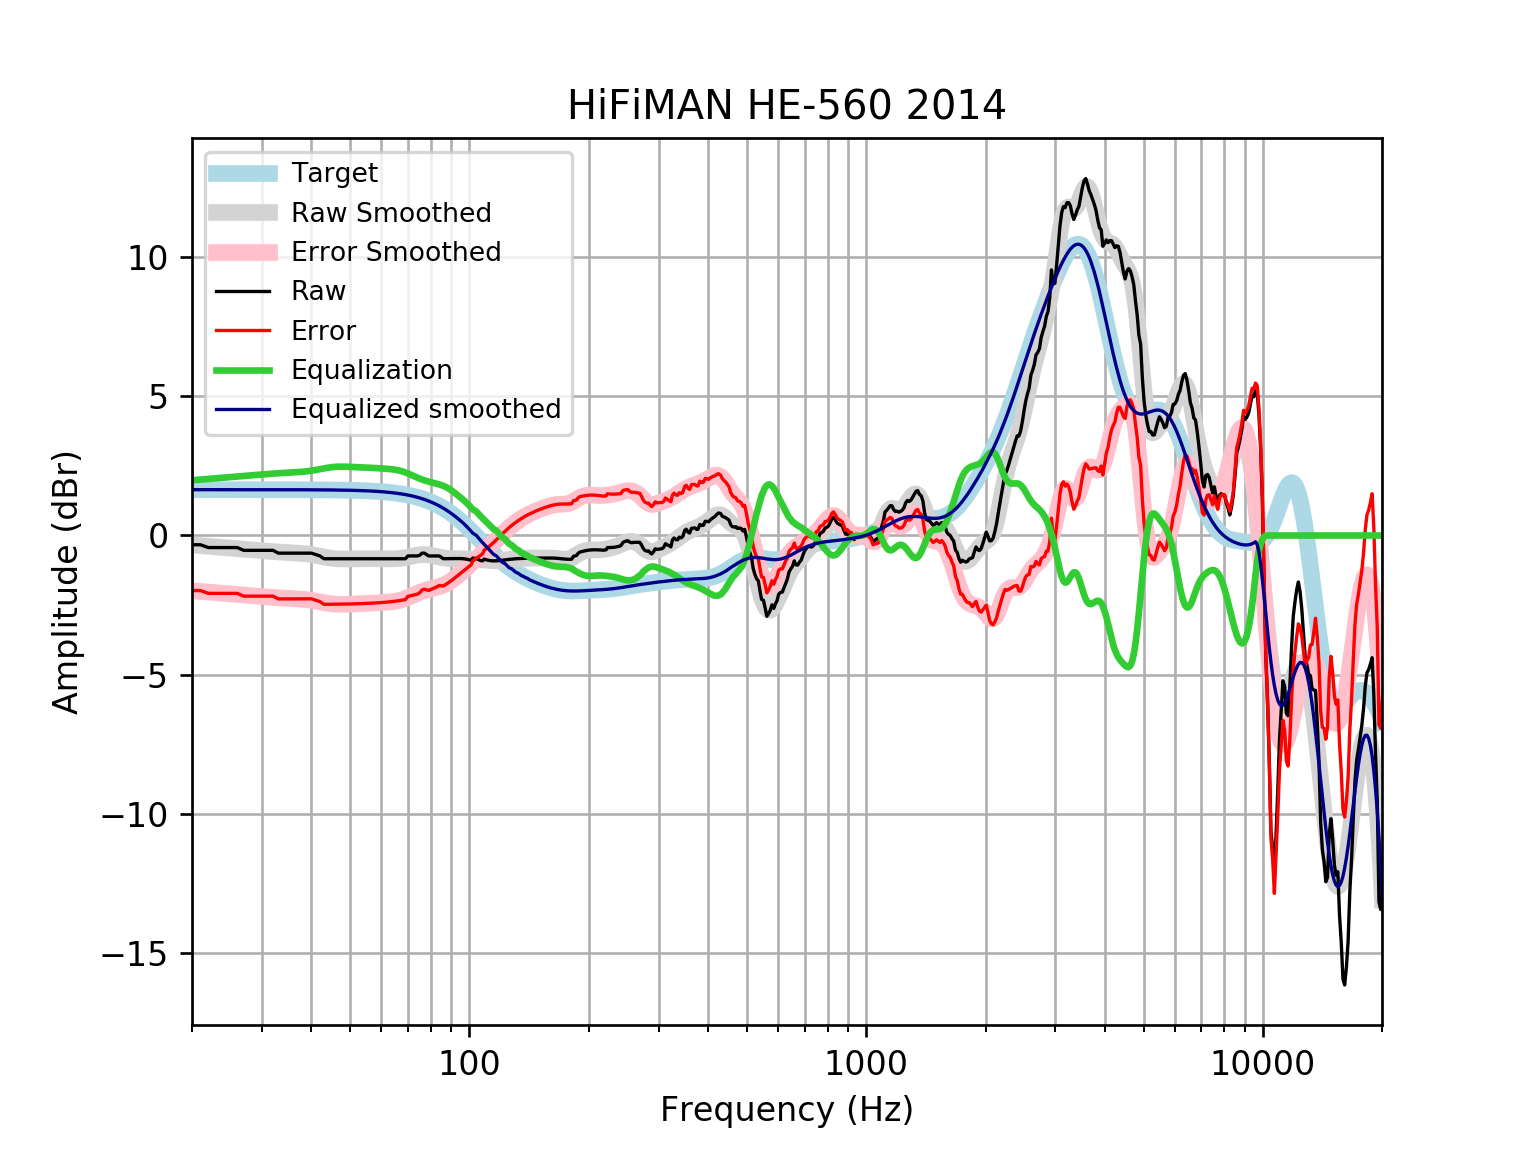 HiFiMAN HE-560 2014
Target
Raw Smoothed
Error Smoothed
Raw
Error
Equalization
Equalized smoothed
10
5
0
−5
−10
−15
Amplitude (dBr)
100 1000 10000
Frequency (Hz)